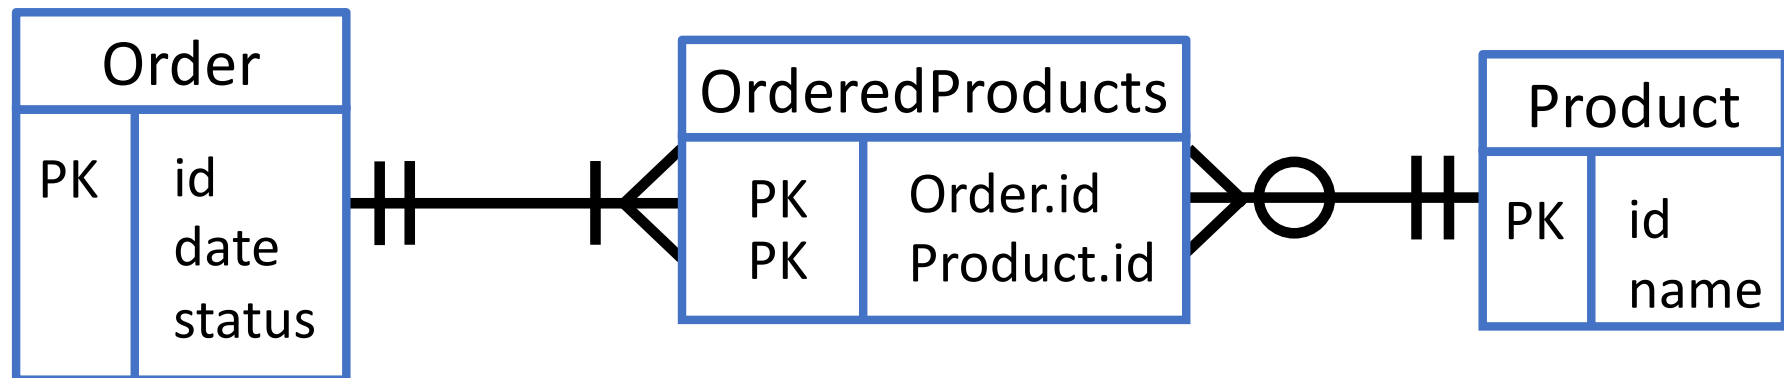 Order
PK id
date
status
OrderedProducts
PK Order.id
PK Product.id
Product
PK id
name